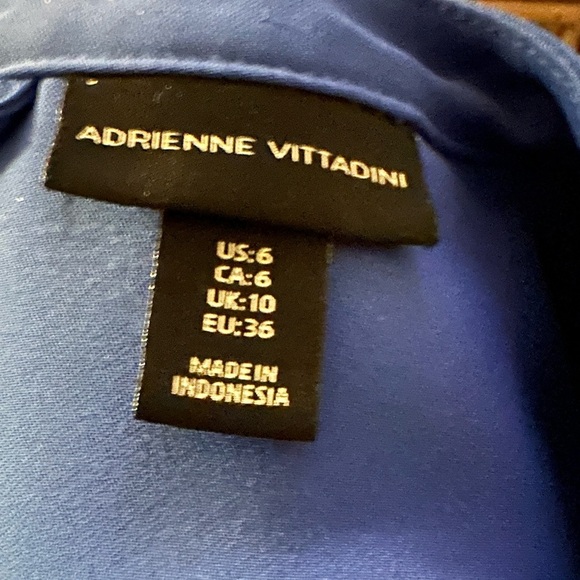 ADRIENNE VITTADINI
US:6
CA:6
UK:10
EU:36
MADE IN
INDONESIA